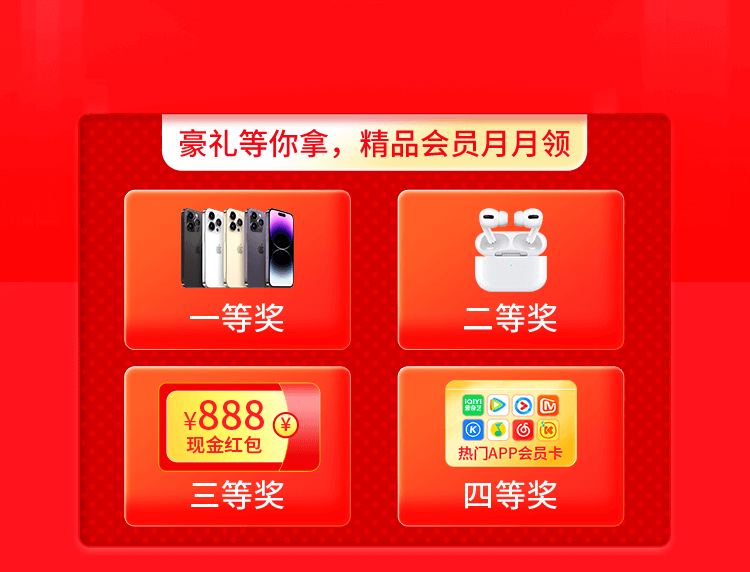 豪礼等你拿，精品会员月月领
一等奖
二等奖
¥888
¥
现金红包
三等奖
iQIYI
爱奇艺
热门APP会员卡
四等奖